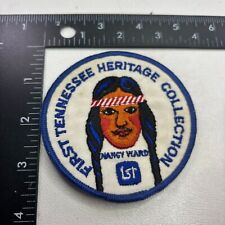 FIRST TENNESSEE HERITAGE COLLECTION
NANCY WARD
1ST